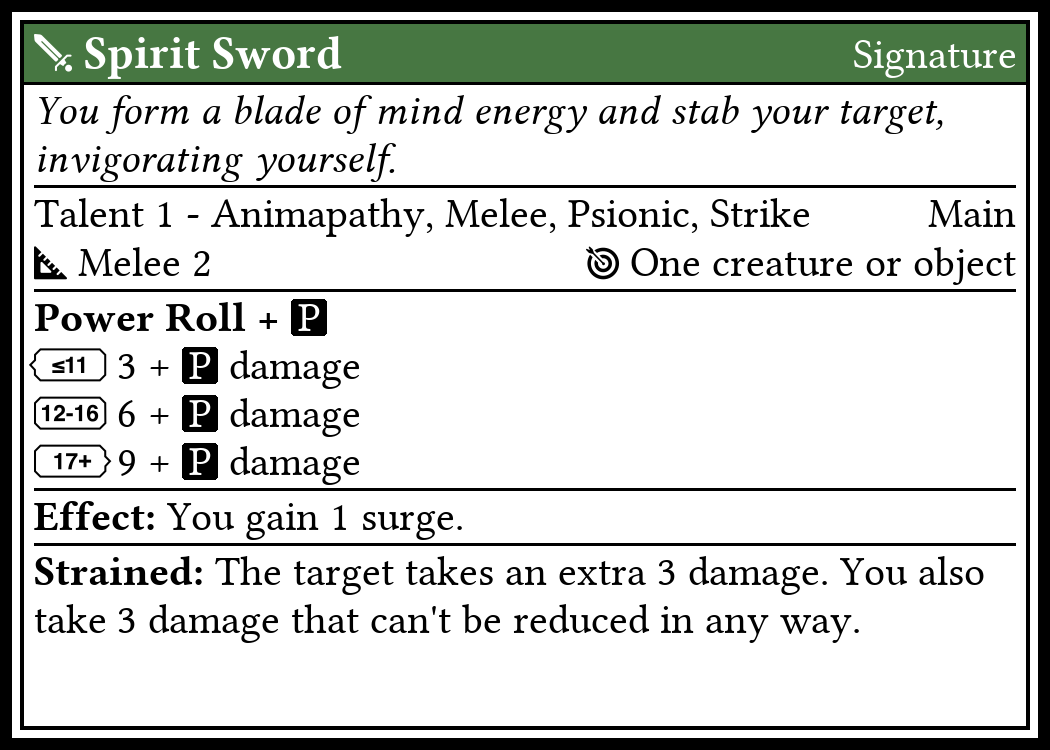 Spirit Sword Signature
You form a blade of mind energy and stab your target,
invigorating yourself.
Talent 1 - Animapathy, Melee, Psionic, Strike Main
Melee 2 One creature or object
Power Roll + P
≤11 3 + P damage
12-16 6 + P damage
17+ 9 + P damage
Effect: You gain 1 surge.
Strained: The target takes an extra 3 damage. You also
take 3 damage that can't be reduced in any way.